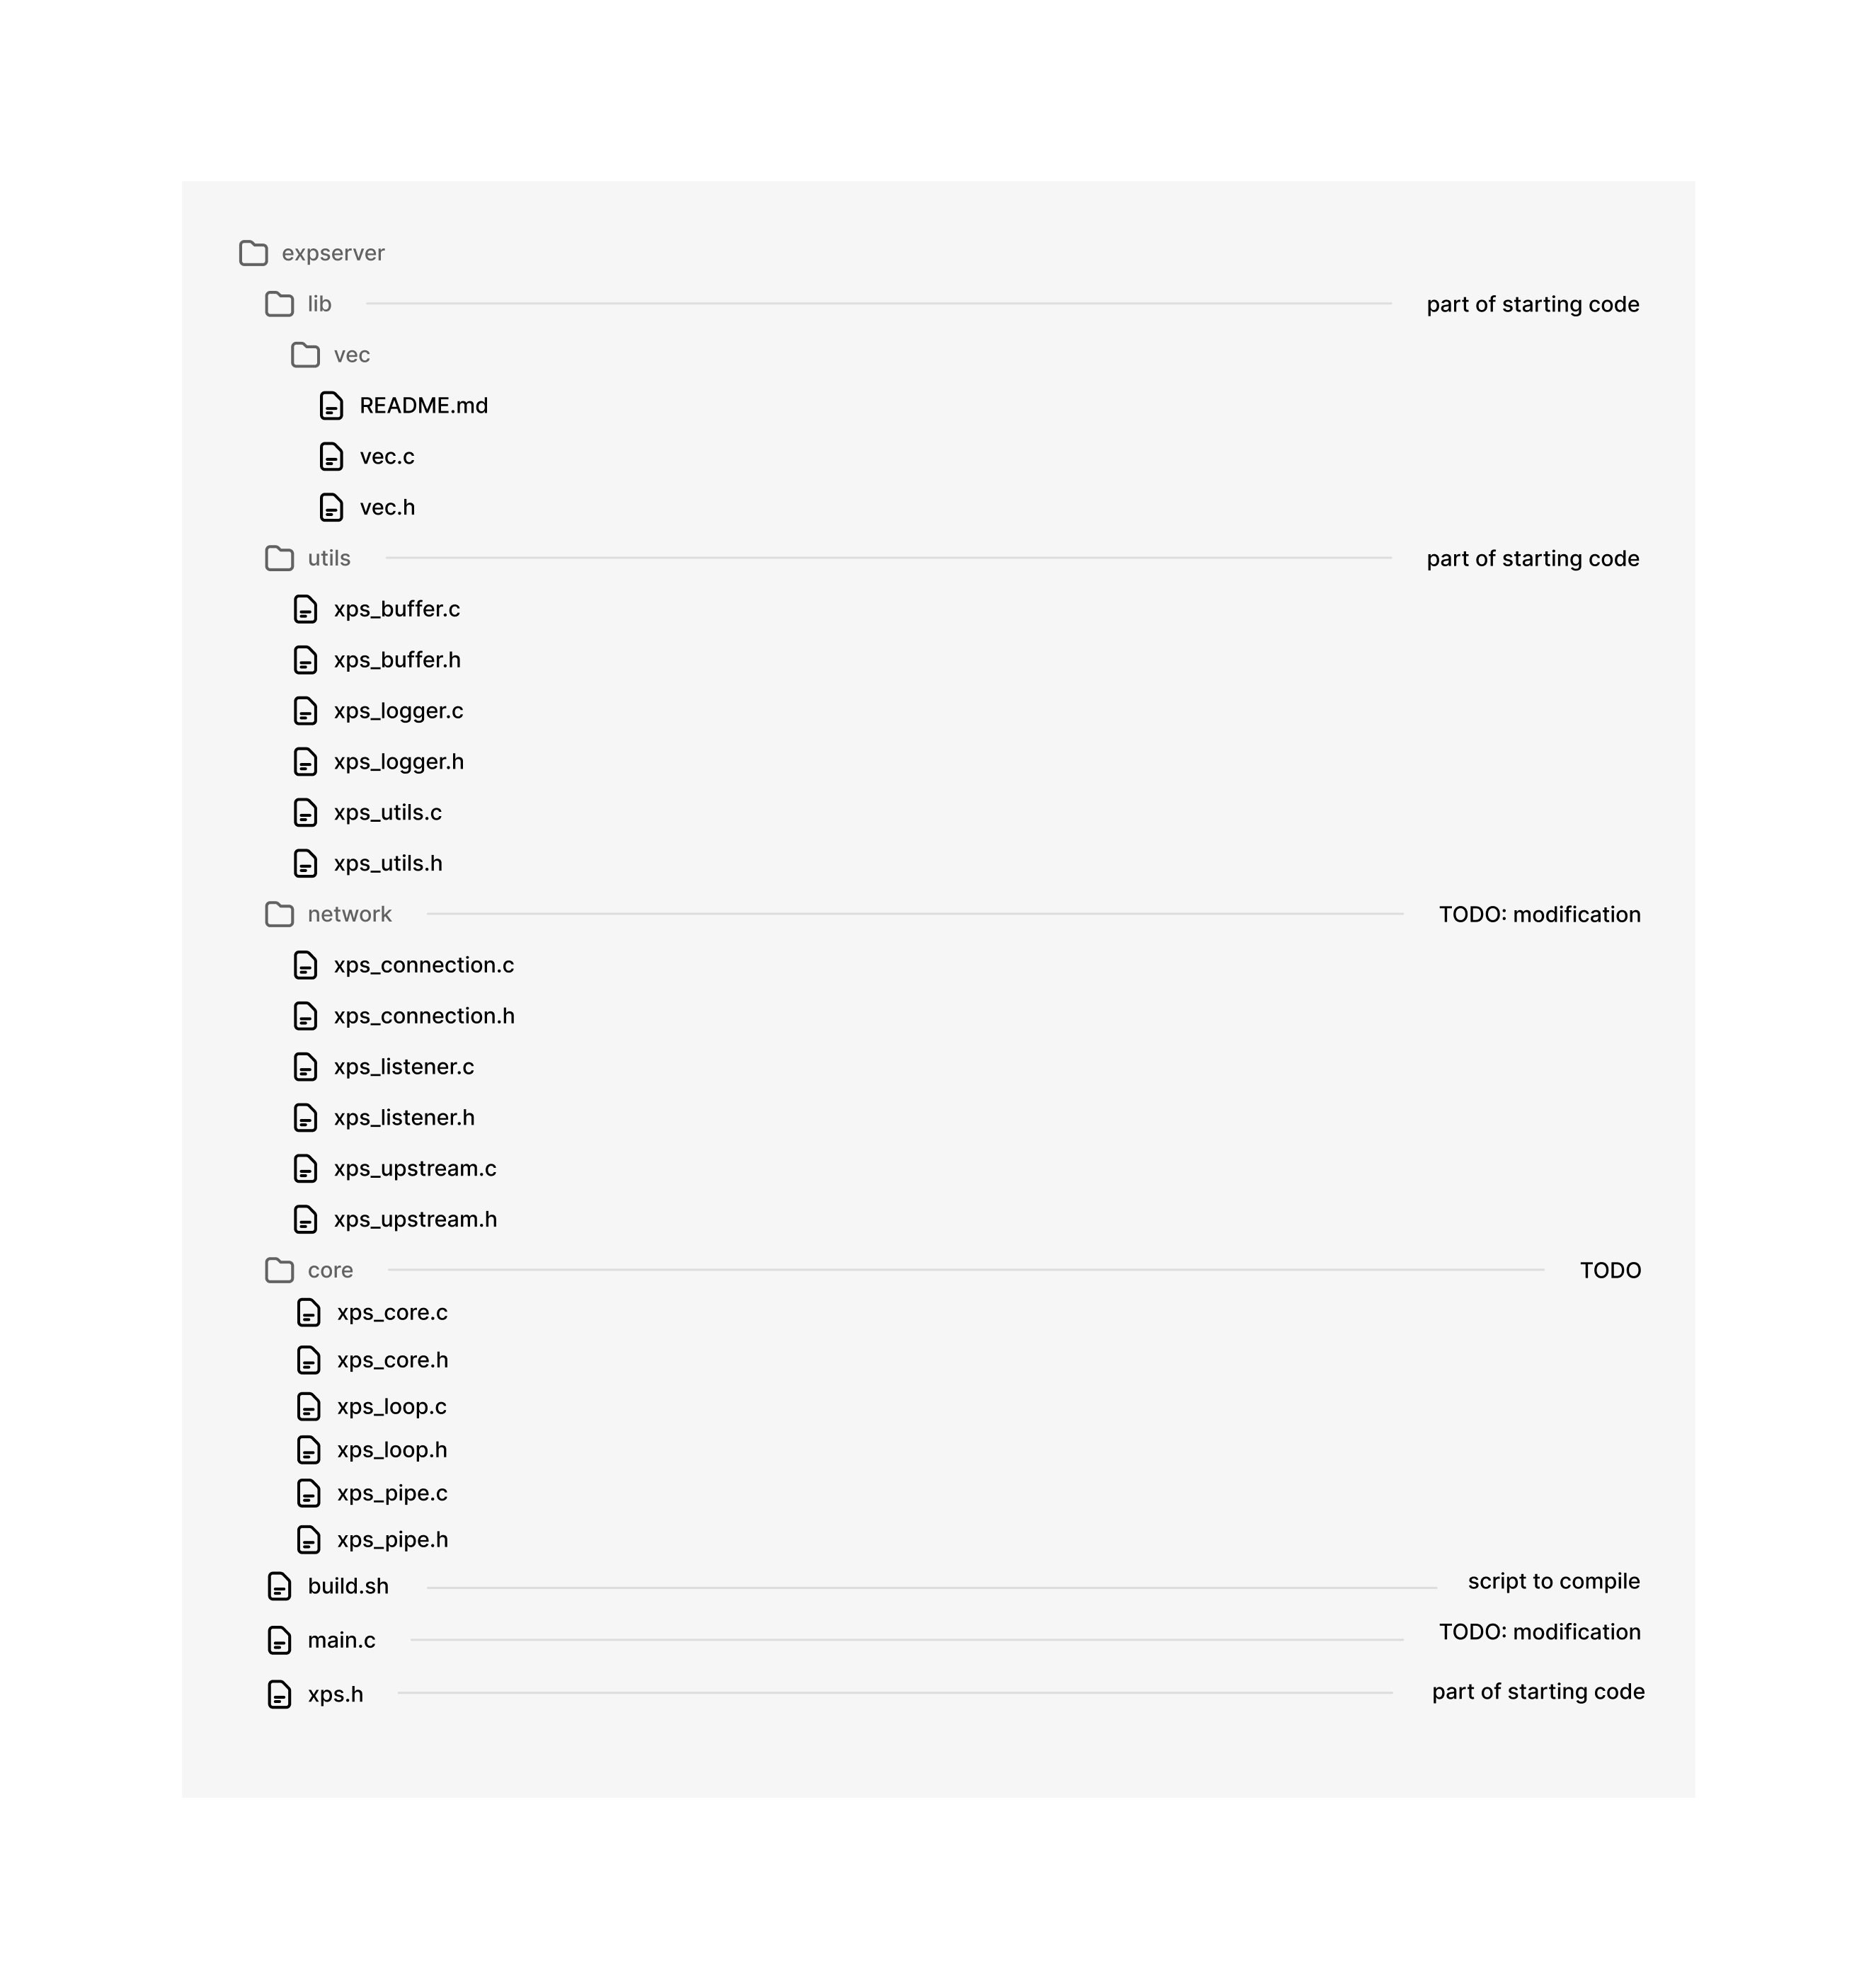 expserver
lib part of starting code
vec
README.md
vec.c
vec.h
utils part of starting code
xps_buffer.c
xps_buffer.h
xps_logger.c
xps_logger.h
xps_utils.c
xps_utils.h
network TODO: modification
xps_connection.c
xps_connection.h
xps_listener.c
xps_listener.h
xps_upstream.c
xps_upstream.h
core TODO
xps_core.c
xps_core.h
xps_loop.c
xps_loop.h
xps_pipe.c
xps_pipe.h
build.sh script to compile
main.c TODO: modification
xps.h part of starting code